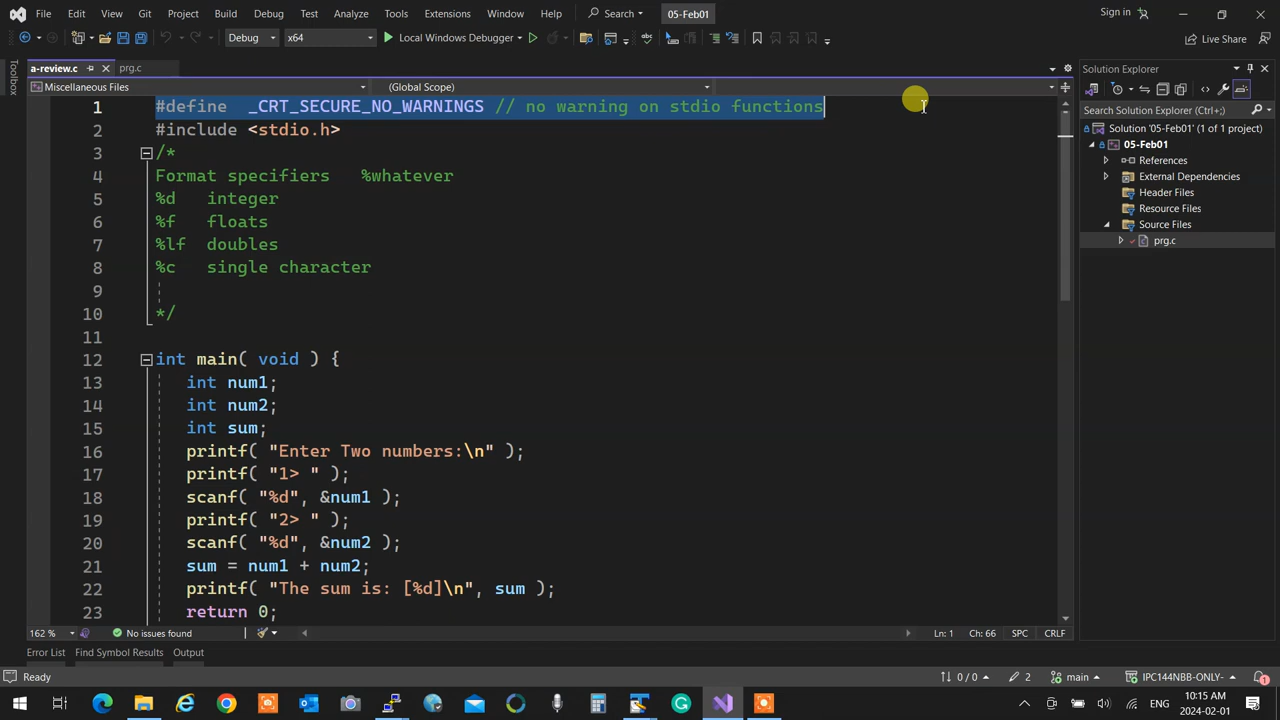 File Edit View Git Project Build Debug Test Analyze Tools Extensions Window Help Search 05-Feb01 Sign in
Debug x64 Local Windows Debugger Live Share
Toolbox
a-review.c prg.c
Miscellaneous Files (Global Scope)
1 #define _CRT_SECURE_NO_WARNINGS // no warning on stdio functions
2 #include <stdio.h>
3 /*
4 Format specifiers %whatever
5 %d integer
6 %f floats
7 %lf doubles
8 %c single character
9
10 */
11
12 int main( void ) {
13 int num1;
14 int num2;
15 int sum;
16 printf( "Enter Two numbers:\n" );
17 printf( "1> " );
18 scanf( "%d", &num1 );
19 printf( "2> " );
20 scanf( "%d", &num2 );
21 sum = num1 + num2;
22 printf( "The sum is: [%d]\n", sum );
23 return 0;
162 % No issues found Ln: 1 Ch: 66 SPC CRLF
Solution Explorer
Search Solution Explorer (Ctrl+;)
Solution '05-Feb01' (1 of 1 project)
05-Feb01
References
External Dependencies
Header Files
Resource Files
Source Files
prg.c
Error List Find Symbol Results Output
Ready 0 / 0 2 main IPC144NBB-ONLY- 1
ENG 10:15 AM
2024-02-01